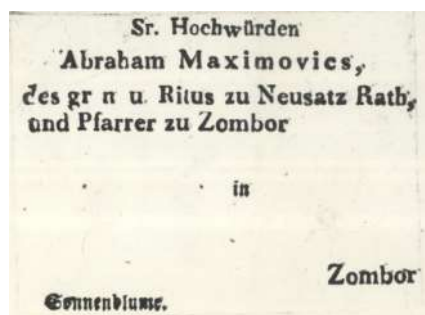 Sr. Hochwürden
Abraham Maximovics,
des gr n u. Ritus zu Neusatz Rath,
und Pfarrer zu Zombor
in
Zombor
Sonnenblume.